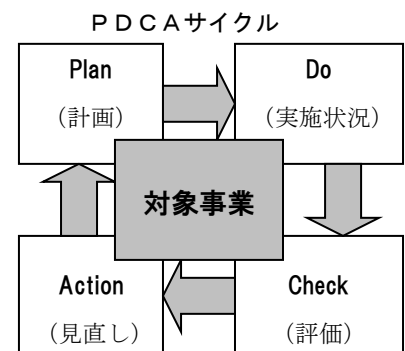 ＰＤＣＡサイクル
Plan
（計画）
Do
（実施状況）
対象事業
Action
（見直し）
Check
（評価）